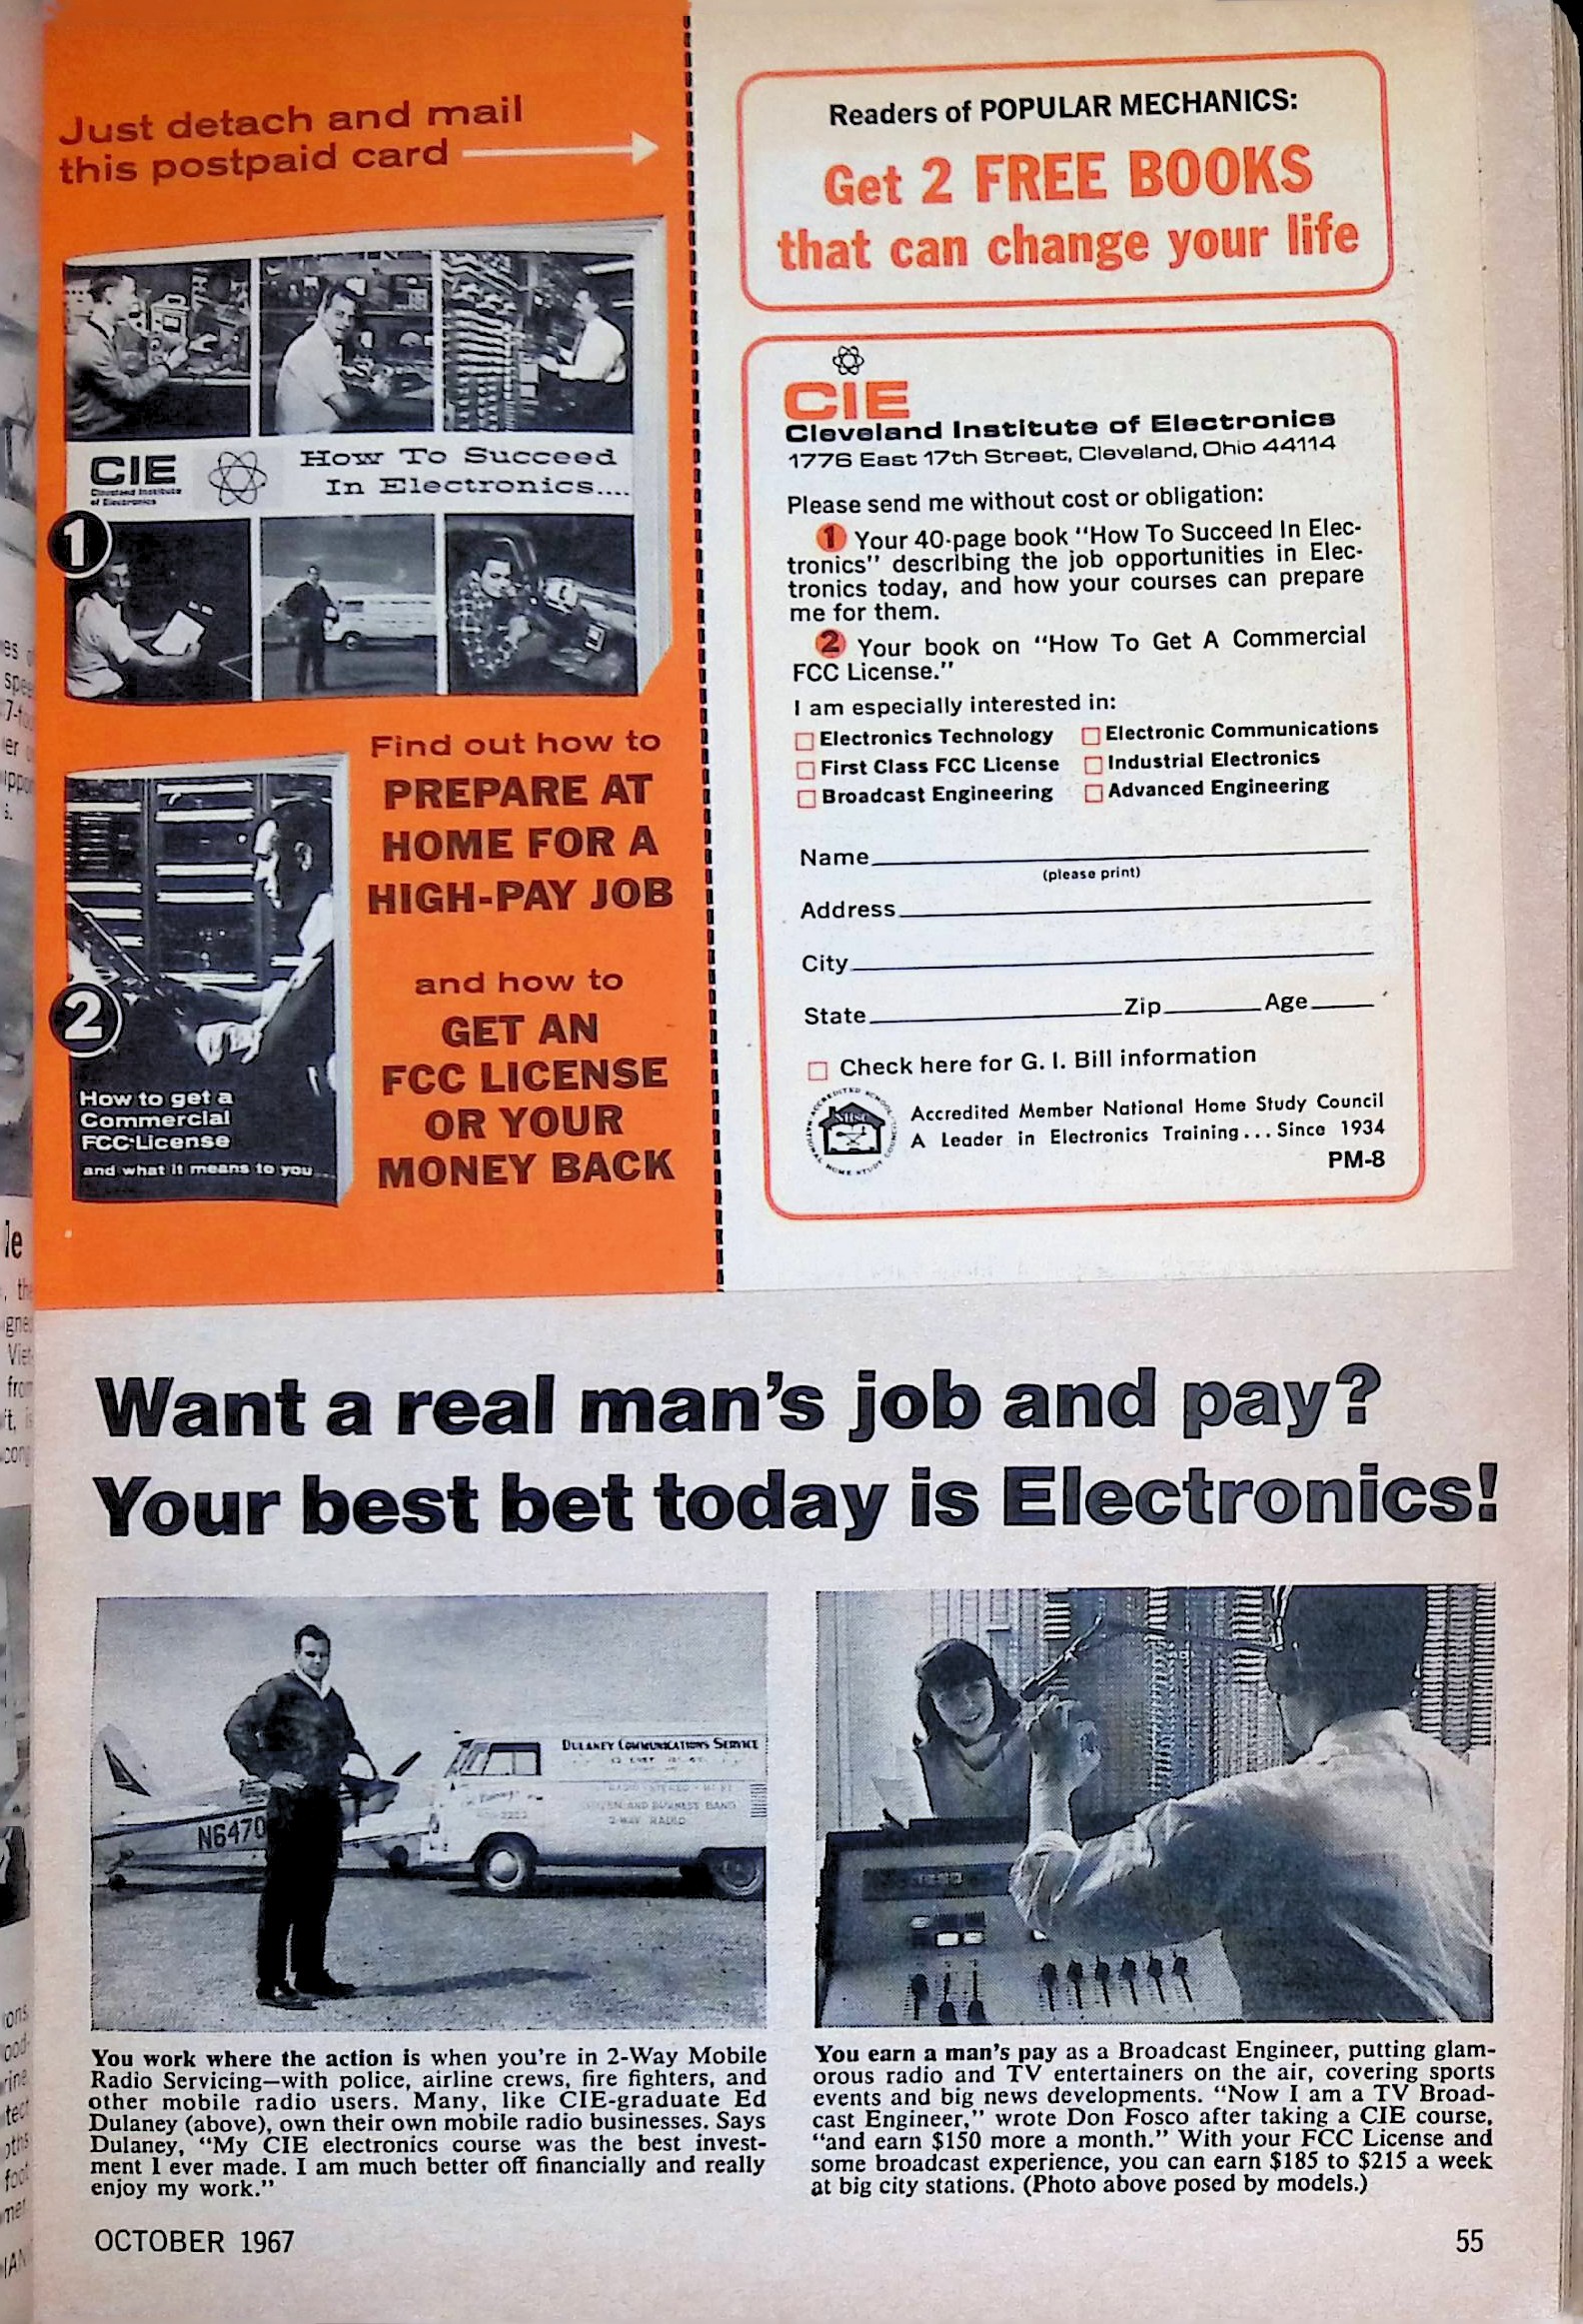 Just detach and mail
this postpaid card
CIE
Cleveland Institute
of Electronics
How To Succeed
In Electronics....
1
Find out how to
PREPARE AT
HOME FOR A
HIGH-PAY JOB
and how to
GET AN
FCC LICENSE
OR YOUR
MONEY BACK
2
How to get a
Commercial
FCC-License
and what it means to you...
Readers of POPULAR MECHANICS:
Get 2 FREE BOOKS
that can change your life
CIE
Cleveland Institute of Electronics
1776 East 17th Street, Cleveland, Ohio 44114
Please send me without cost or obligation:
1 Your 40-page book "How To Succeed In Elec-
tronics" describing the job opportunities in Elec-
tronics today, and how your courses can prepare
me for them.
2 Your book on "How To Get A Commercial
FCC License."
I am especially interested in:
Electronics Technology Electronic Communications
First Class FCC License Industrial Electronics
Broadcast Engineering Advanced Engineering
Name
(please print)
Address
City
State Zip Age
Check here for G. I. Bill information
ACCREDITED SCHOOL
NHSC
NATIONAL HOME STUDY COUNCIL
Accredited Member National Home Study Council
A Leader in Electronics Training...Since 1934
PM-8
Want a real man's job and pay?
Your best bet today is Electronics!
N6470
DULANEY COMMUNICATIONS SERVICE
2-WAY RADIO
You work where the action is when you're in 2-Way Mobile
Radio Servicing—with police, airline crews, fire fighters, and
other mobile radio users. Many, like CIE-graduate Ed
Dulaney (above), own their own mobile radio businesses. Says
Dulaney, "My CIE electronics course was the best invest-
ment I ever made. I am much better off financially and really
enjoy my work."
You earn a man's pay as a Broadcast Engineer, putting glam-
orous radio and TV entertainers on the air, covering sports
events and big news developments. "Now I am a TV Broad-
cast Engineer," wrote Don Fosco after taking a CIE course,
"and earn $150 more a month." With your FCC License and
some broadcast experience, you can earn $185 to $215 a week
at big city stations. (Photo above posed by models.)
OCTOBER 1967
55